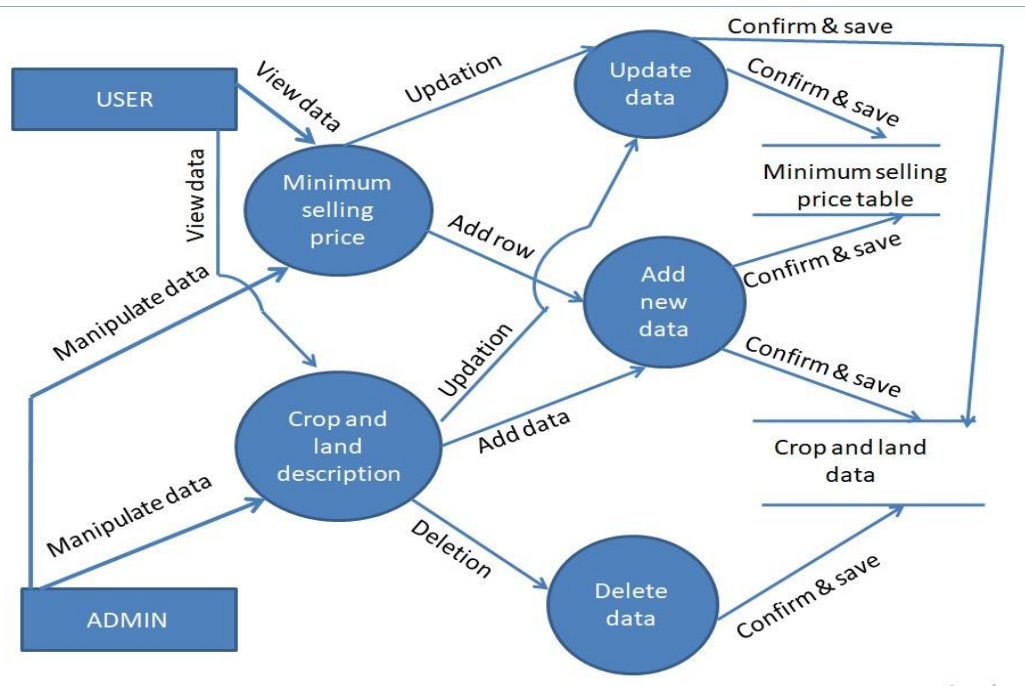 Confirm & save
USER
View data
Updation
Update
data
Confirm & save
View data
Minimum
selling
price
Minimum selling
price table
Add row
Confirm & save
Manipulate data
Add
new
data
Updation
Confirm & save
Crop and
land
description
Add data
Crop and land
data
Manipulate data
Deletion
Delete
data
Confirm & save
ADMIN